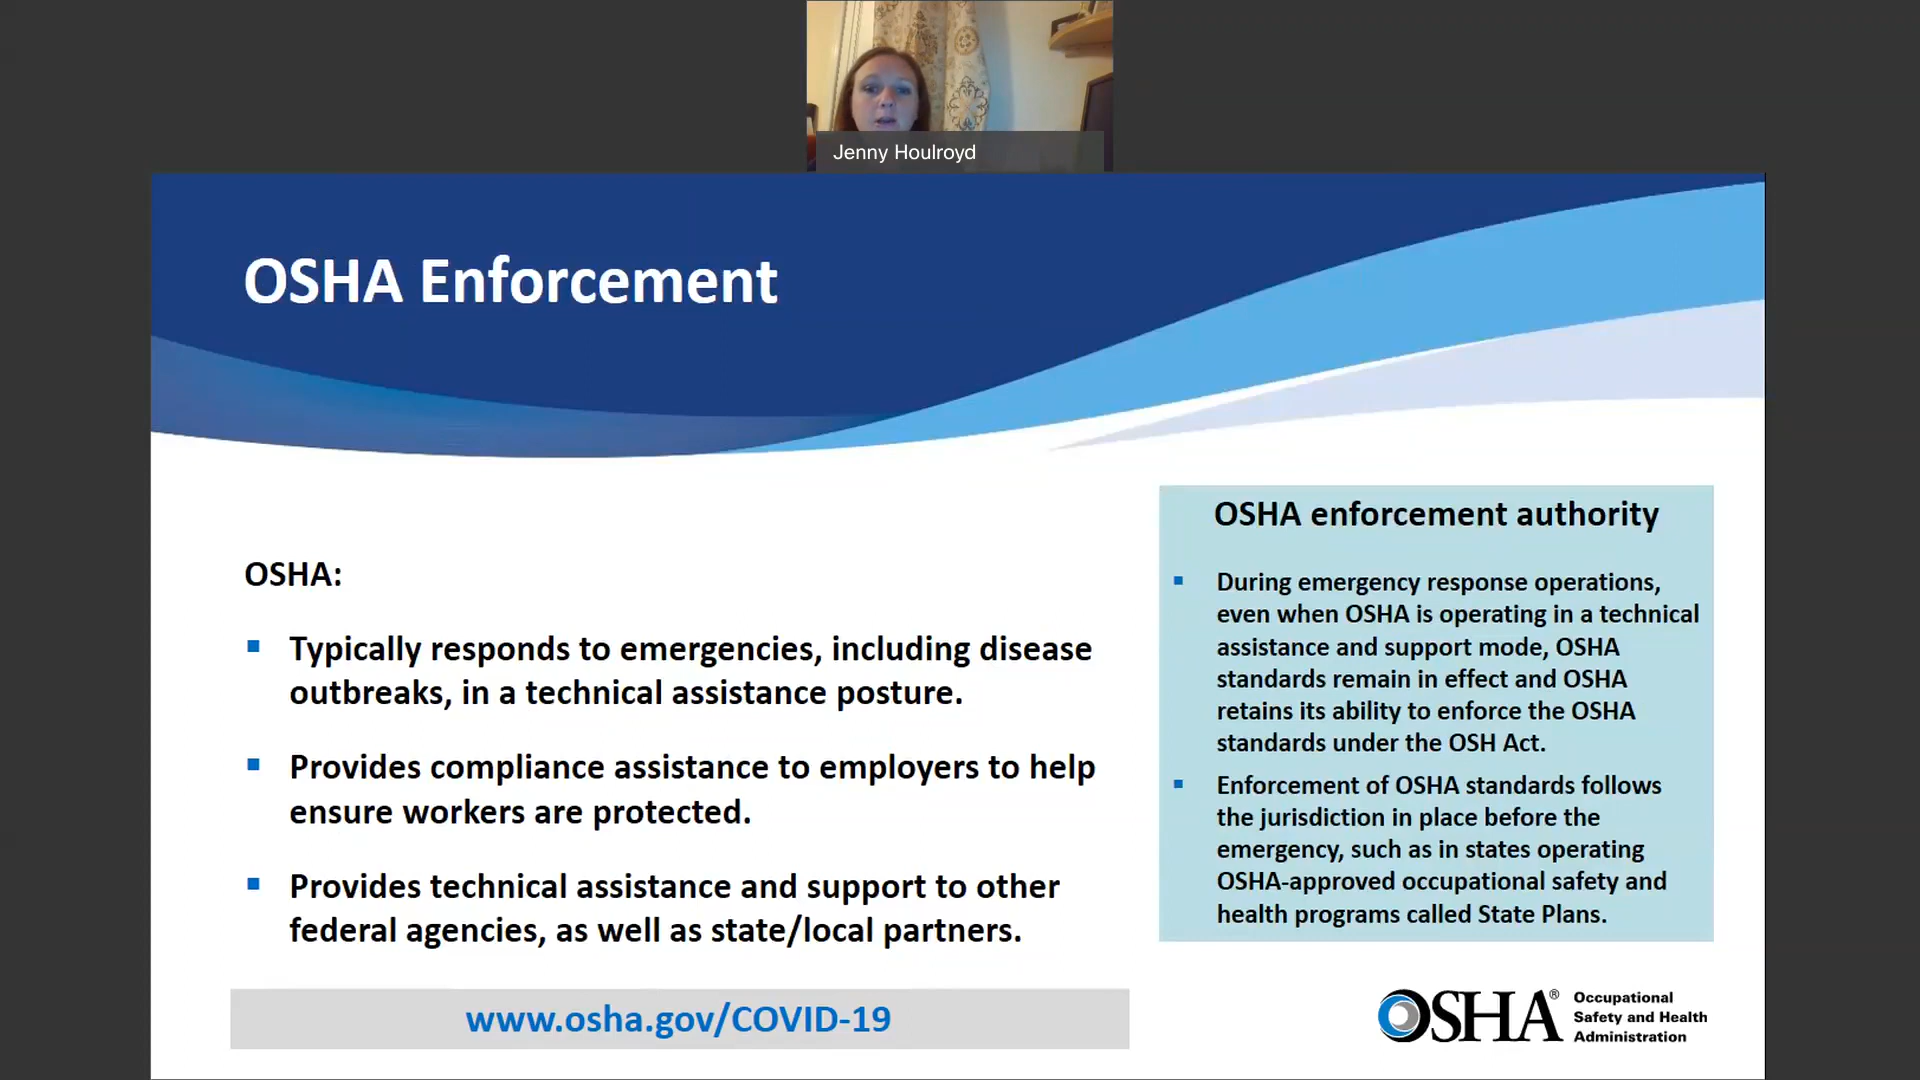 Jenny Houlroyd
OSHA Enforcement
OSHA:
▪ Typically responds to emergencies, including disease
outbreaks, in a technical assistance posture.
▪ Provides compliance assistance to employers to help
ensure workers are protected.
▪ Provides technical assistance and support to other
federal agencies, as well as state/local partners.
www.osha.gov/COVID-19
OSHA enforcement authority
▪ During emergency response operations,
even when OSHA is operating in a technical
assistance and support mode, OSHA
standards remain in effect and OSHA
retains its ability to enforce the OSHA
standards under the OSH Act.
▪ Enforcement of OSHA standards follows
the jurisdiction in place before the
emergency, such as in states operating
OSHA-approved occupational safety and
health programs called State Plans.
OSHA®
Occupational
Safety and Health
Administration